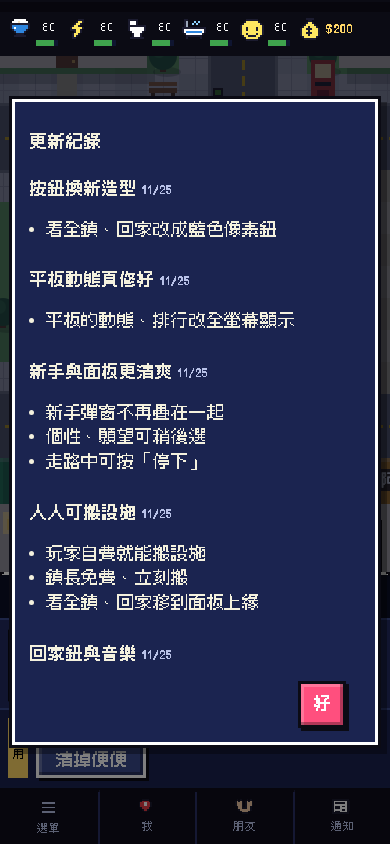 80 80 80 80 80 $200
更新紀錄
按鈕換新造型 11/25
• 看全鎮、回家改成藍色像素鈕
平板動態頁修好 11/25
• 平板的動態、排行改全螢幕顯示
新手與面板更清爽 11/25
• 新手彈窗不再疊在一起
• 個性、願望可稍後選
• 走路中可按「停下」
人人可搬設施 11/25
• 玩家自費就能搬設施
• 鎮長免費、立刻搬
• 看全鎮、回家移到面板上緣
回家鈕與音樂 11/25
好
用
清掉便便
選單 我 朋友 通知